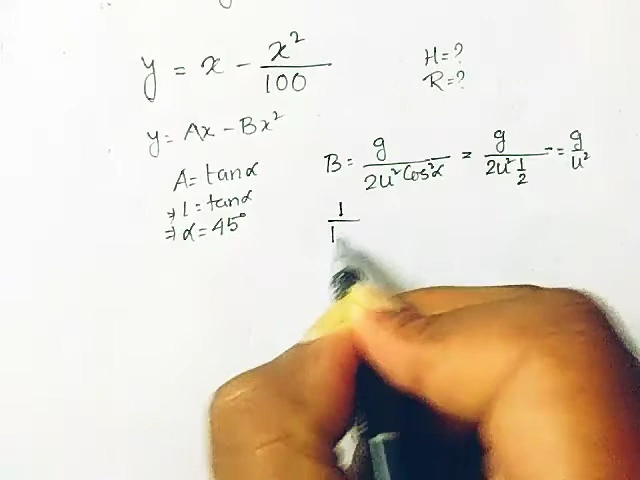 y = x - x²/100
H = ?
R = ?
y = Ax - Bx²
A = tanα
⇒ 1 = tanα
⇒ α = 45°
B = g/2u²Cos²α = g/2u² 1/2 = g/u²
1/1